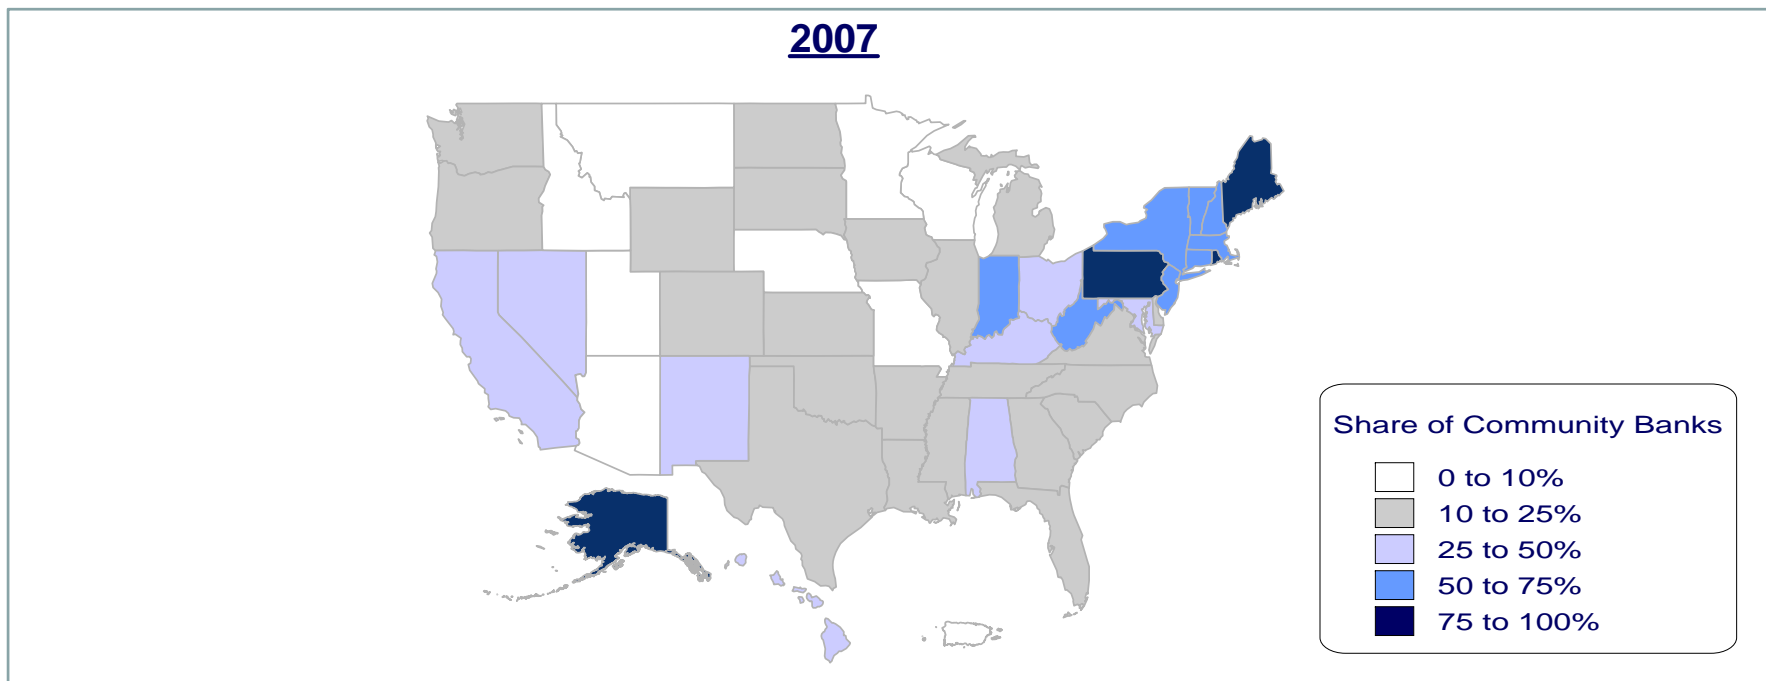 2007
Share of Community Banks
0 to 10%
10 to 25%
25 to 50%
50 to 75%
75 to 100%